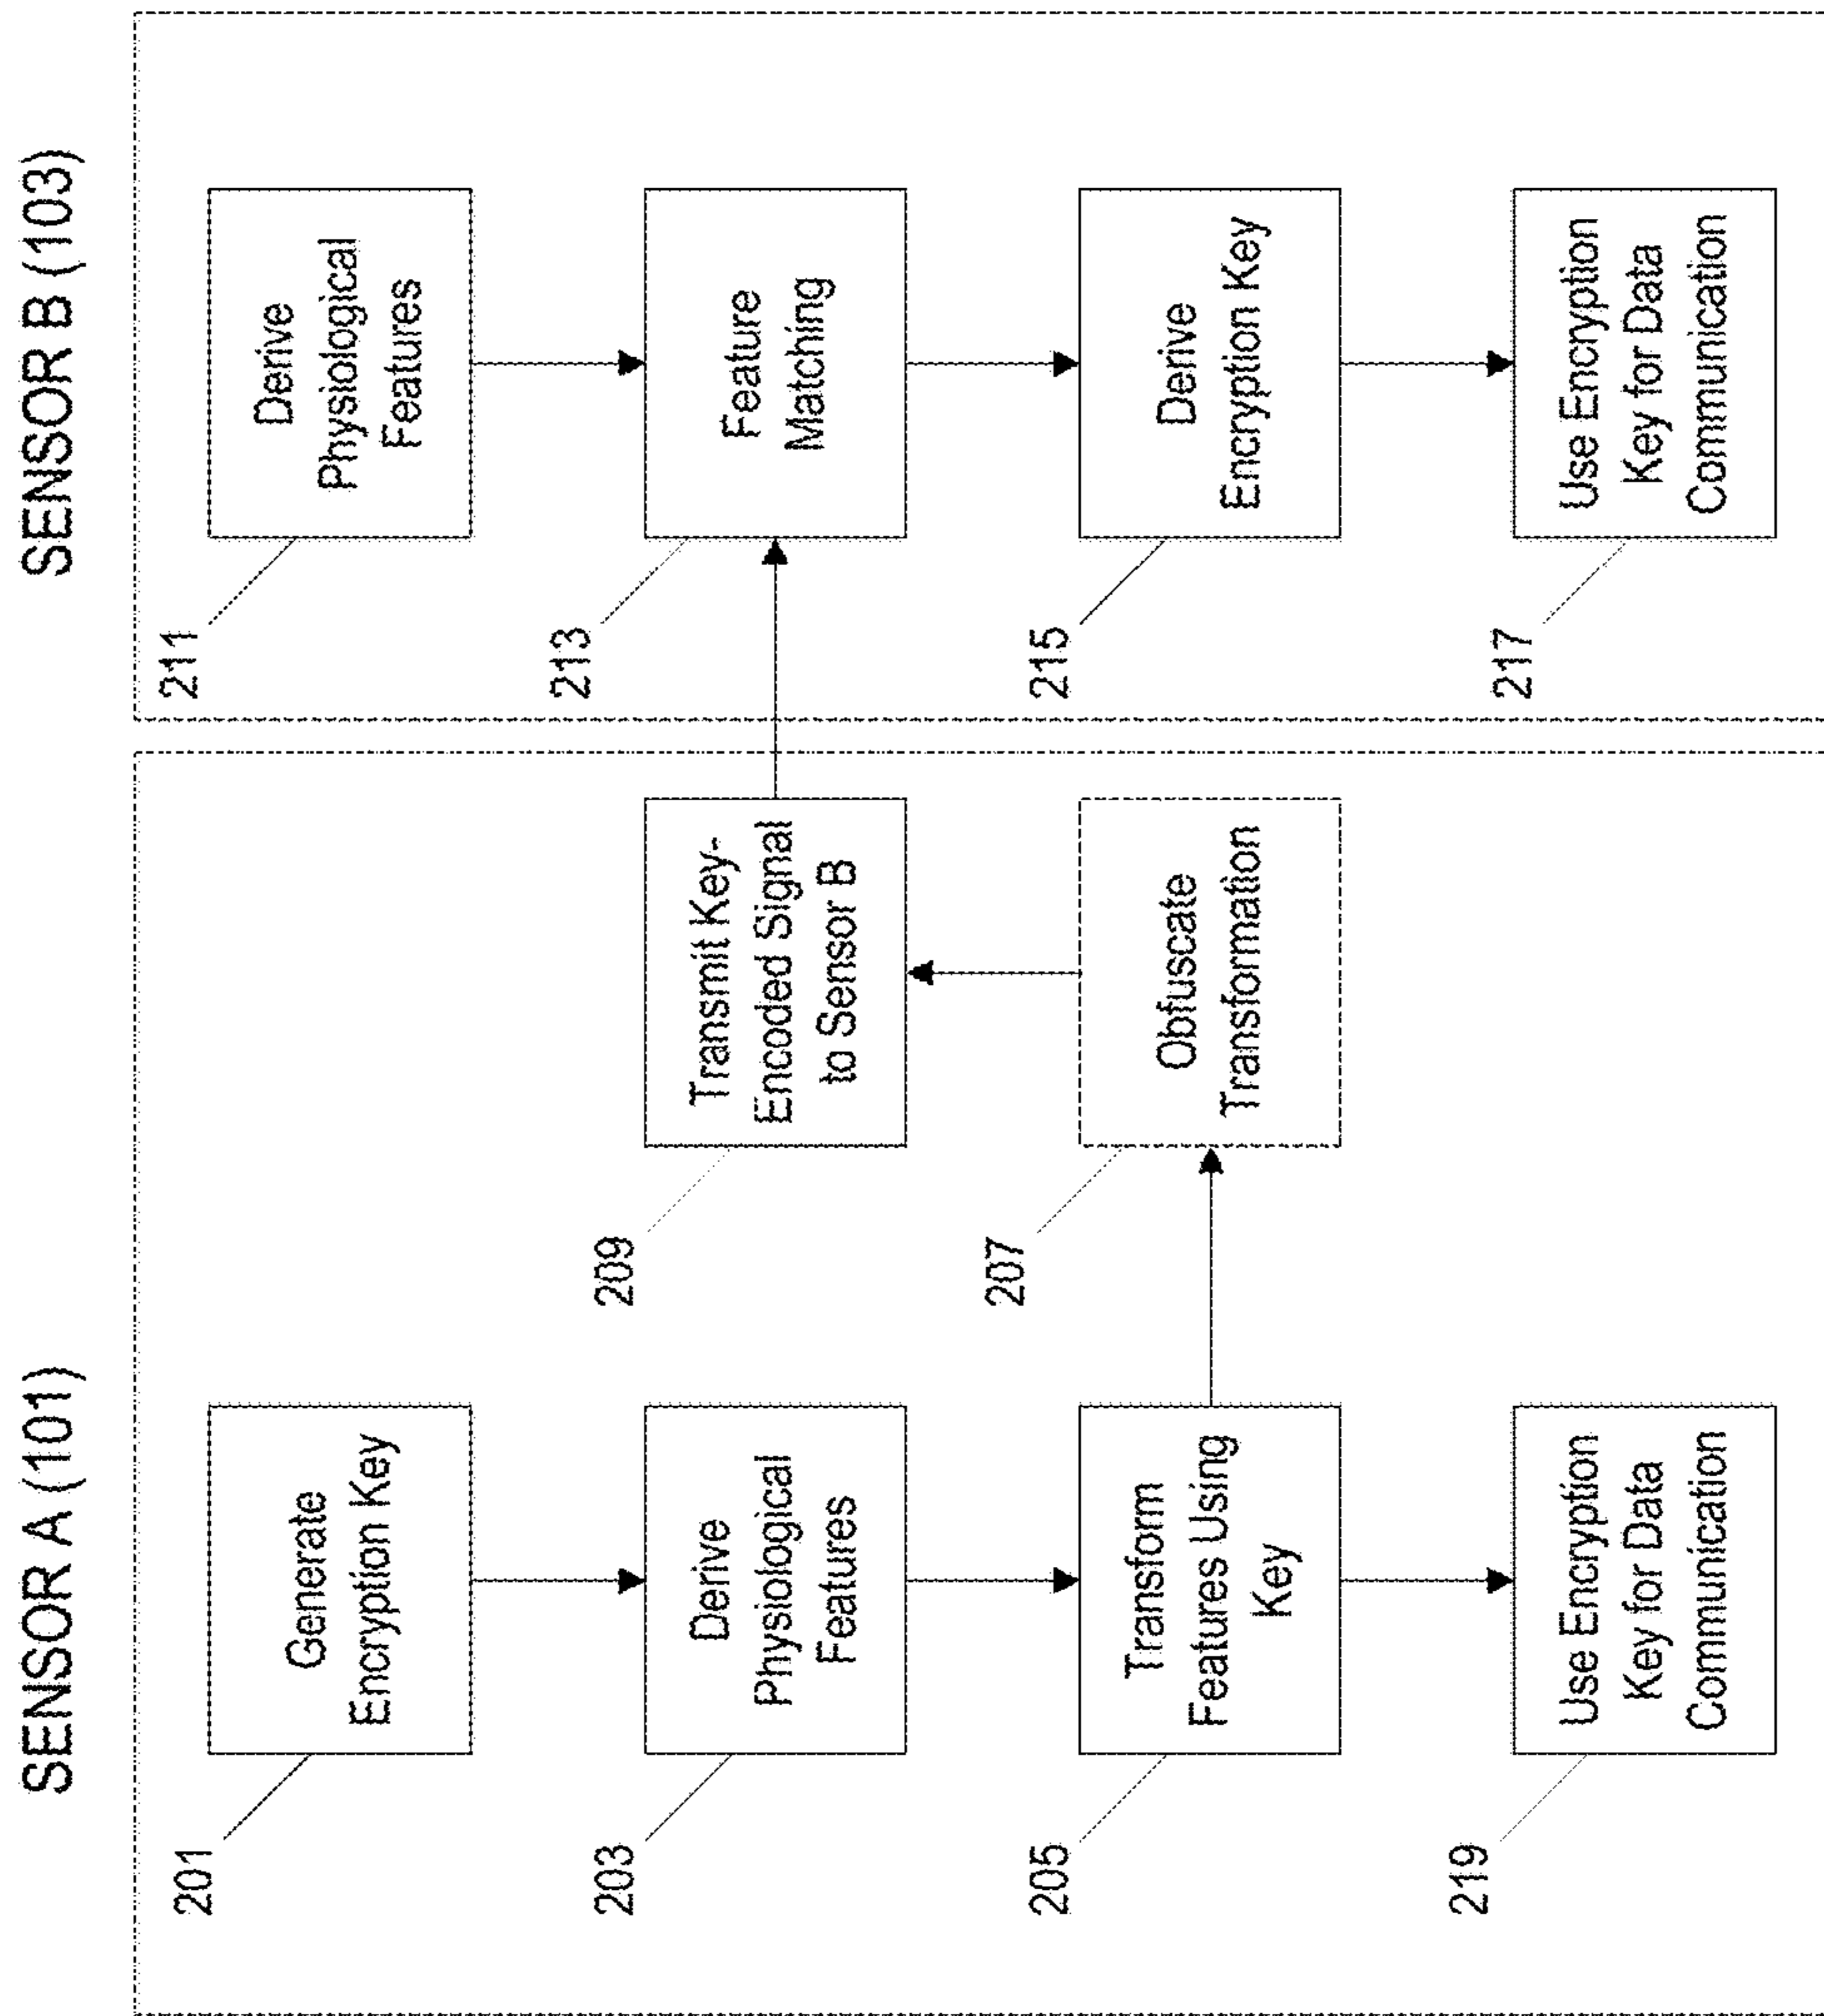 SENSOR A (101)
201
Generate
Encryption Key
203
Derive
Physiological
Features
205
Transform
Features Using
Key
219
Use Encryption
Key for Data
Communication
209
Transmit Key-
Encoded Signal
to Sensor B
207
Obfuscate
Transformation
SENSOR B (103)
211
Derive
Physiological
Features
213
Feature
Matching
215
Derive
Encryption Key
217
Use Encryption
Key for Data
Communication